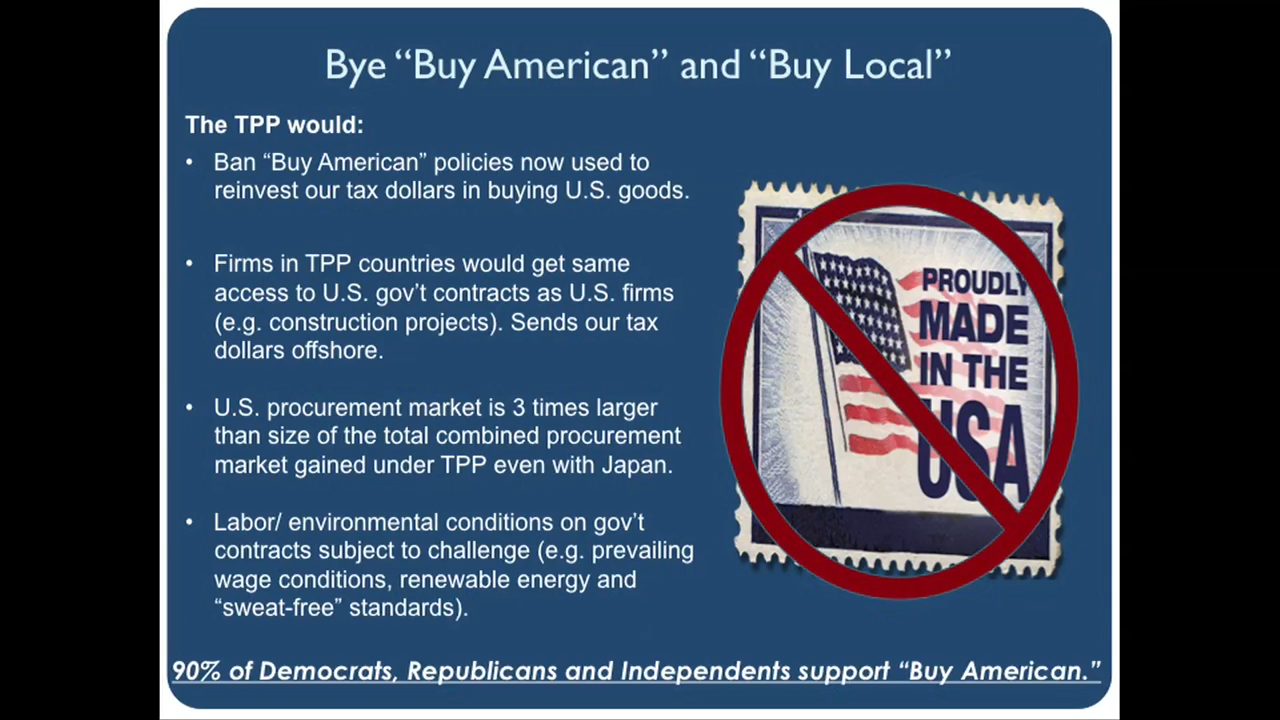 Bye “Buy American” and “Buy Local”
The TPP would:
• Ban “Buy American” policies now used to
reinvest our tax dollars in buying U.S. goods.
• Firms in TPP countries would get same
access to U.S. gov’t contracts as U.S. firms
(e.g. construction projects). Sends our tax
dollars offshore.
• U.S. procurement market is 3 times larger
than size of the total combined procurement
market gained under TPP even with Japan.
• Labor/ environmental conditions on gov’t
contracts subject to challenge (e.g. prevailing
wage conditions, renewable energy and
“sweat-free” standards).
PROUDLY
MADE
IN THE
USA
90% of Democrats, Republicans and Independents support “Buy American.”